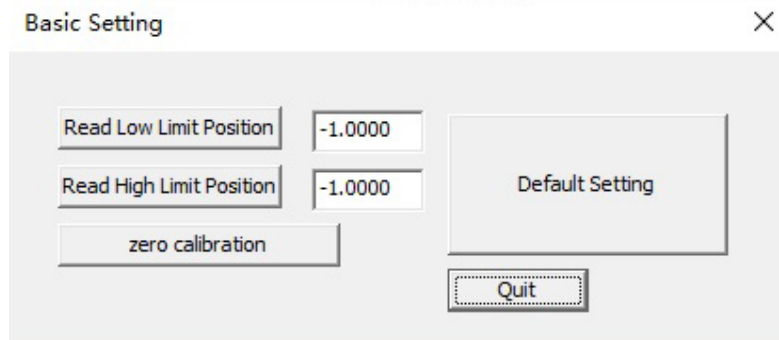 Basic Setting
Read Low Limit Position
-1.0000
Read High Limit Position
-1.0000
Default Setting
zero calibration
Quit